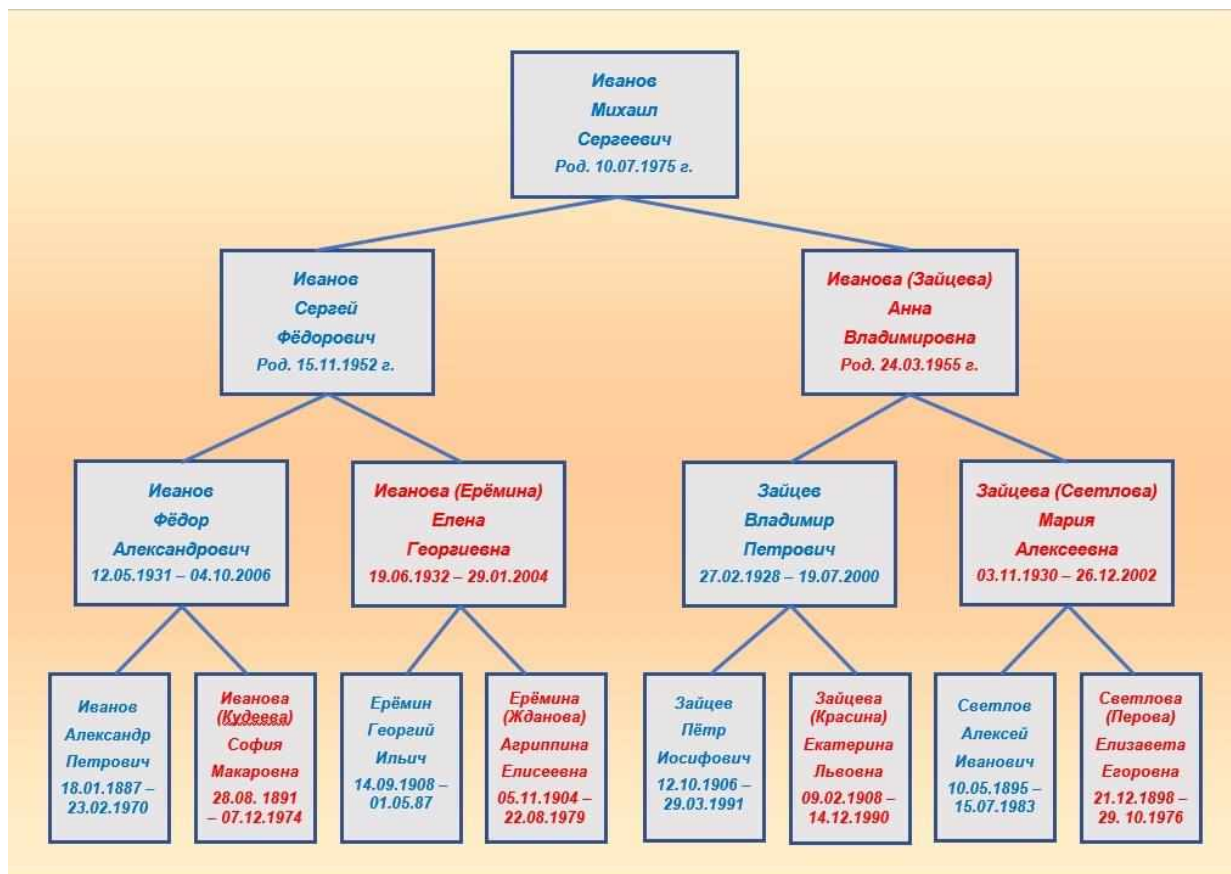 Иванов
Михаил
Сергеевич
Род. 10.07.1975 г.
Иванов
Сергей
Фёдорович
Род. 15.11.1952 г.
Иванова (Зайцева)
Анна
Владимировна
Род. 24.03.1955 г.
Иванов
Фёдор
Александрович
12.05.1931 – 04.10.2006
Иванова (Ерёмина)
Елена
Георгиевна
19.06.1932 – 29.01.2004
Зайцев
Владимир
Петрович
27.02.1928 – 19.07.2000
Зайцева (Светлова)
Мария
Алексеевна
03.11.1930 – 26.12.2002
Иванов
Александр
Петрович
18.01.1887 –
23.02.1970
Иванова
(Кудеева)
София
Макаровна
28.08. 1891
– 07.12.1974
Ерёмин
Георгий
Ильич
14.09.1908 –
01.05.87
Ерёмина
(Жданова)
Агриппина
Елисеевна
05.11.1904 –
22.08.1979
Зайцев
Пётр
Иосифович
12.10.1906 –
29.03.1991
Зайцева
(Красина)
Екатерина
Львовна
09.02.1908 –
14.12.1990
Светлов
Алексей
Иванович
10.05.1895 –
15.07.1983
Светлова
(Перова)
Елизавета
Егоровна
21.12.1898 –
29. 10.1976